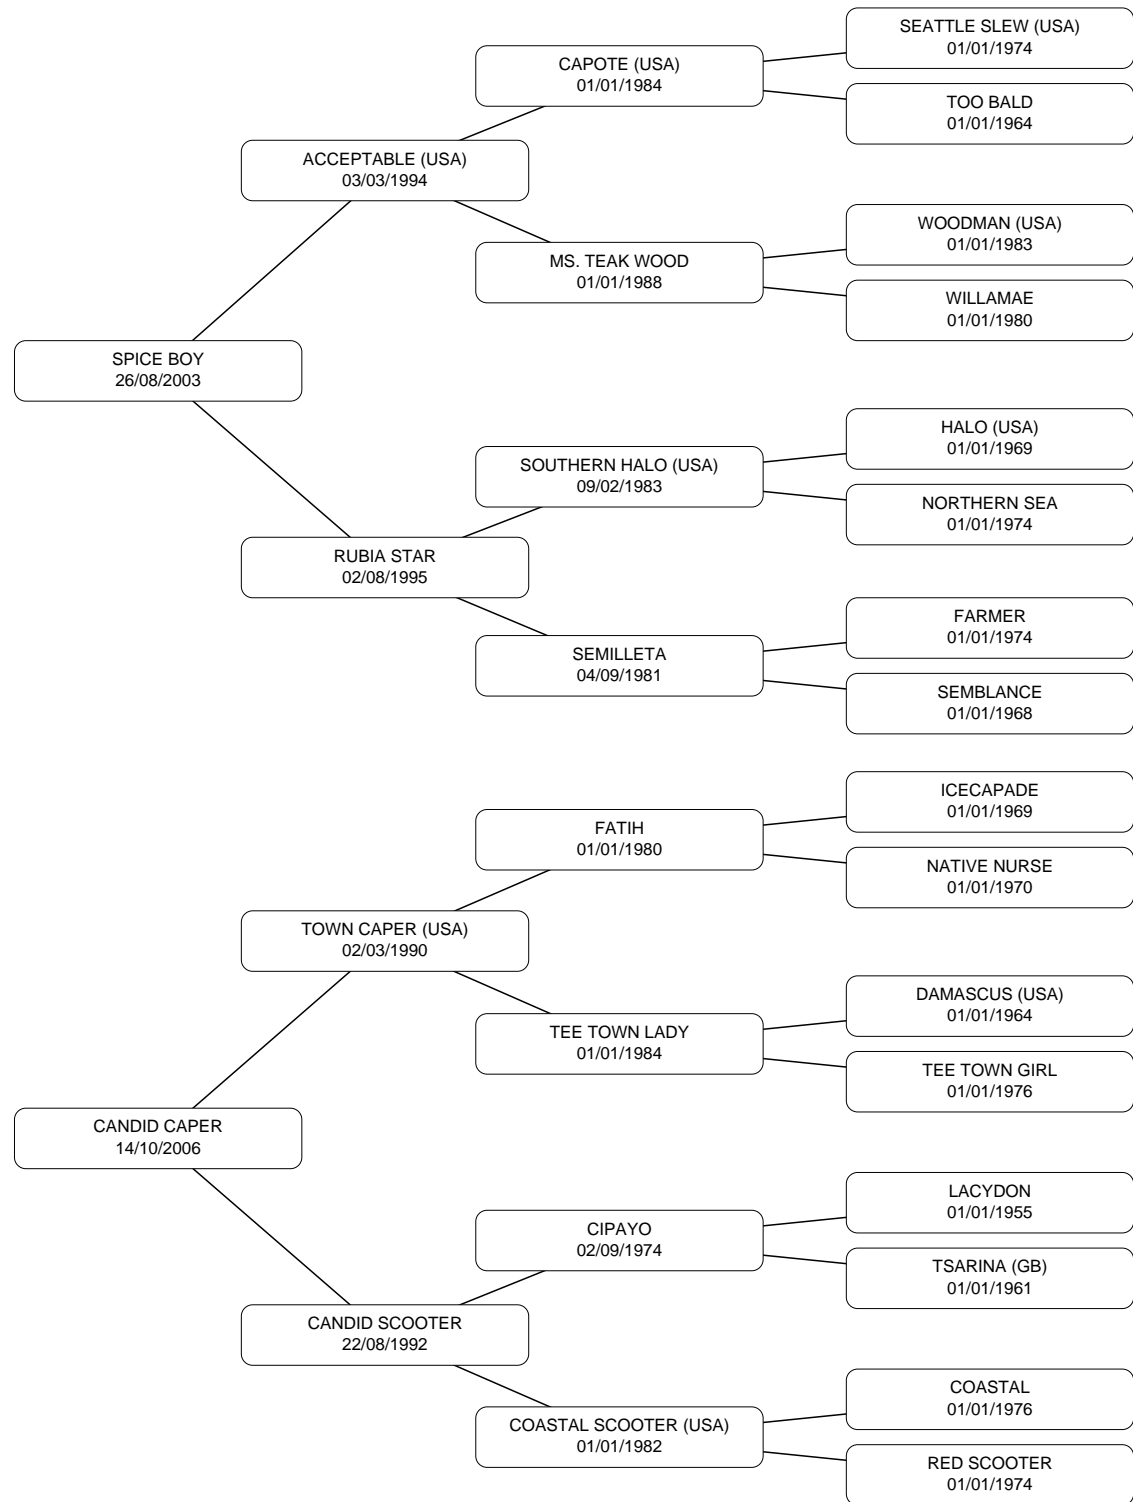 SEATTLE SLEW (USA)
01/01/1974
CAPOTE (USA)
01/01/1984
TOO BALD
01/01/1964
ACCEPTABLE (USA)
03/03/1994
WOODMAN (USA)
01/01/1983
MS. TEAK WOOD
01/01/1988
WILLAMAE
01/01/1980
SPICE BOY
26/08/2003
HALO (USA)
01/01/1969
SOUTHERN HALO (USA)
09/02/1983
NORTHERN SEA
01/01/1974
RUBIA STAR
02/08/1995
FARMER
01/01/1974
SEMILLETA
04/09/1981
SEMBLANCE
01/01/1968
ICECAPADE
01/01/1969
FATIH
01/01/1980
NATIVE NURSE
01/01/1970
TOWN CAPER (USA)
02/03/1990
DAMASCUS (USA)
01/01/1964
TEE TOWN LADY
01/01/1984
TEE TOWN GIRL
01/01/1976
CANDID CAPER
14/10/2006
LACYDON
01/01/1955
CIPAYO
02/09/1974
TSARINA (GB)
01/01/1961
CANDID SCOOTER
22/08/1992
COASTAL
01/01/1976
COASTAL SCOOTER (USA)
01/01/1982
RED SCOOTER
01/01/1974